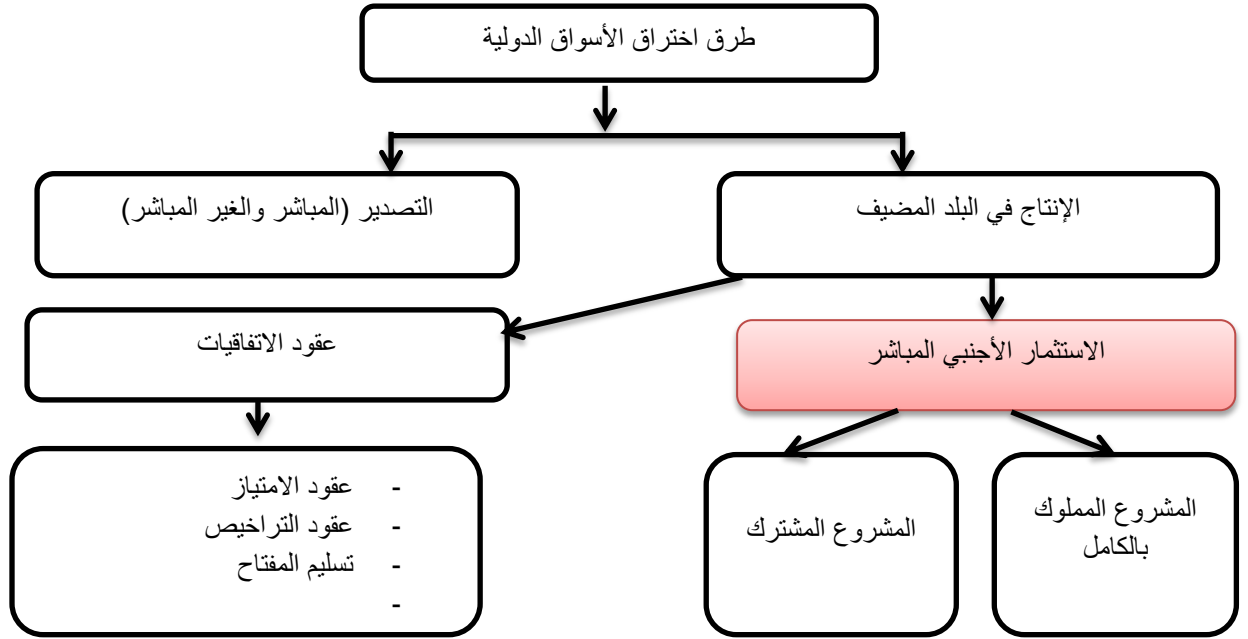 طرق اختراق الأسواق الدولية
الإنتاج في البلد المضيف
التصدير (المباشر والغير المباشر)
الاستثمار الأجنبي المباشر
عقود الاتفاقيات
المشروع المملوك
بالكامل
المشروع المشترك
- عقود الامتياز
- عقود التراخيص
- تسليم المفتاح
-